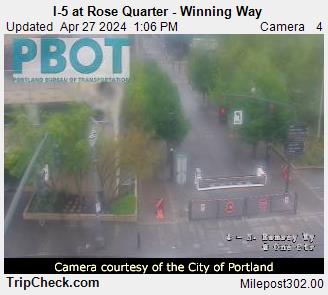 I-5 at Rose Quarter - Winning Way
Updated Apr 27 2024 1:06 PM Camera 4
PBOT
PORTLAND BUREAU OF TRANSPORTATION
Camera courtesy of the City of Portland
TripCheck.com Milepost302.00